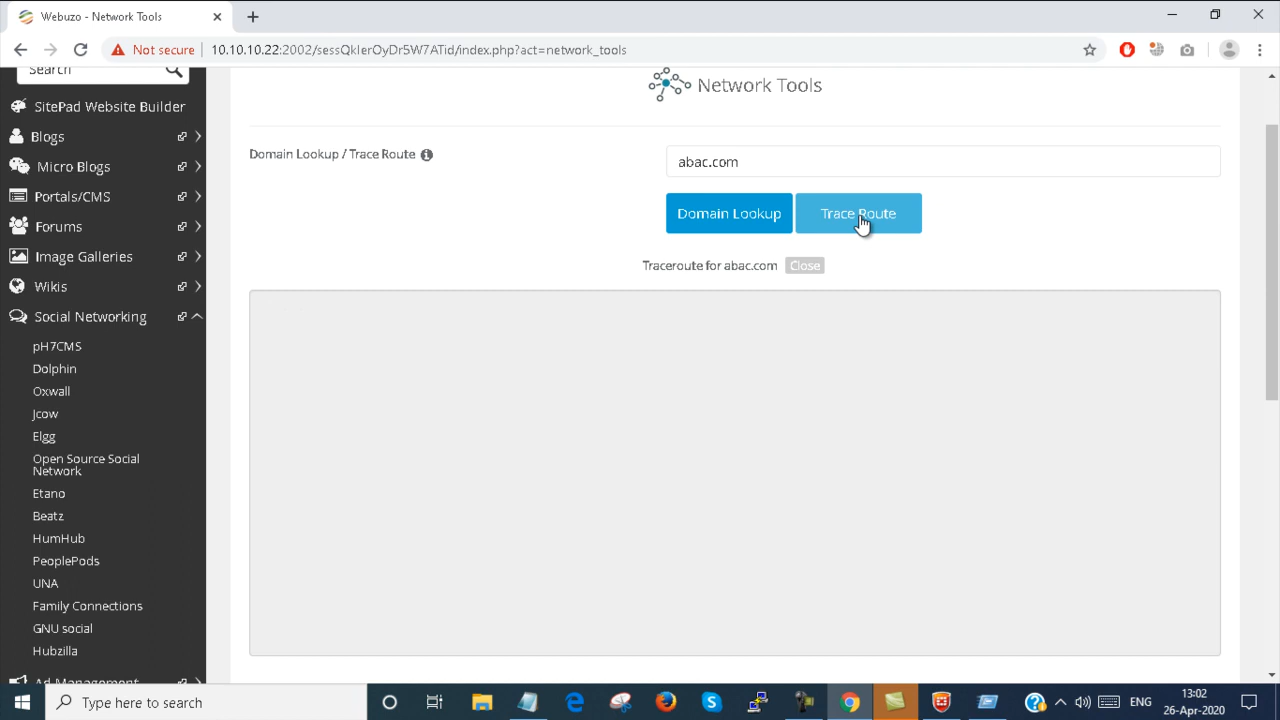 Webuzo - Network Tools
Not secure
10.10.10.22:2002/sessQkIerOyDr5W7ATid/index.php?act=network_tools
Search
SitePad Website Builder
Blogs
Micro Blogs
Portals/CMS
Forums
Image Galleries
Wikis
Social Networking
pH7CMS
Dolphin
Oxwall
Jcow
Elgg
Open Source Social
Network
Etano
Beatz
HumHub
PeoplePods
UNA
Family Connections
GNU social
Hubzilla
Ad Management
Network Tools
Domain Lookup / Trace Route
abac.com
Domain Lookup
Trace Route
Traceroute for abac.com
Close
Type here to search
ENG
13:02
26-Apr-2020